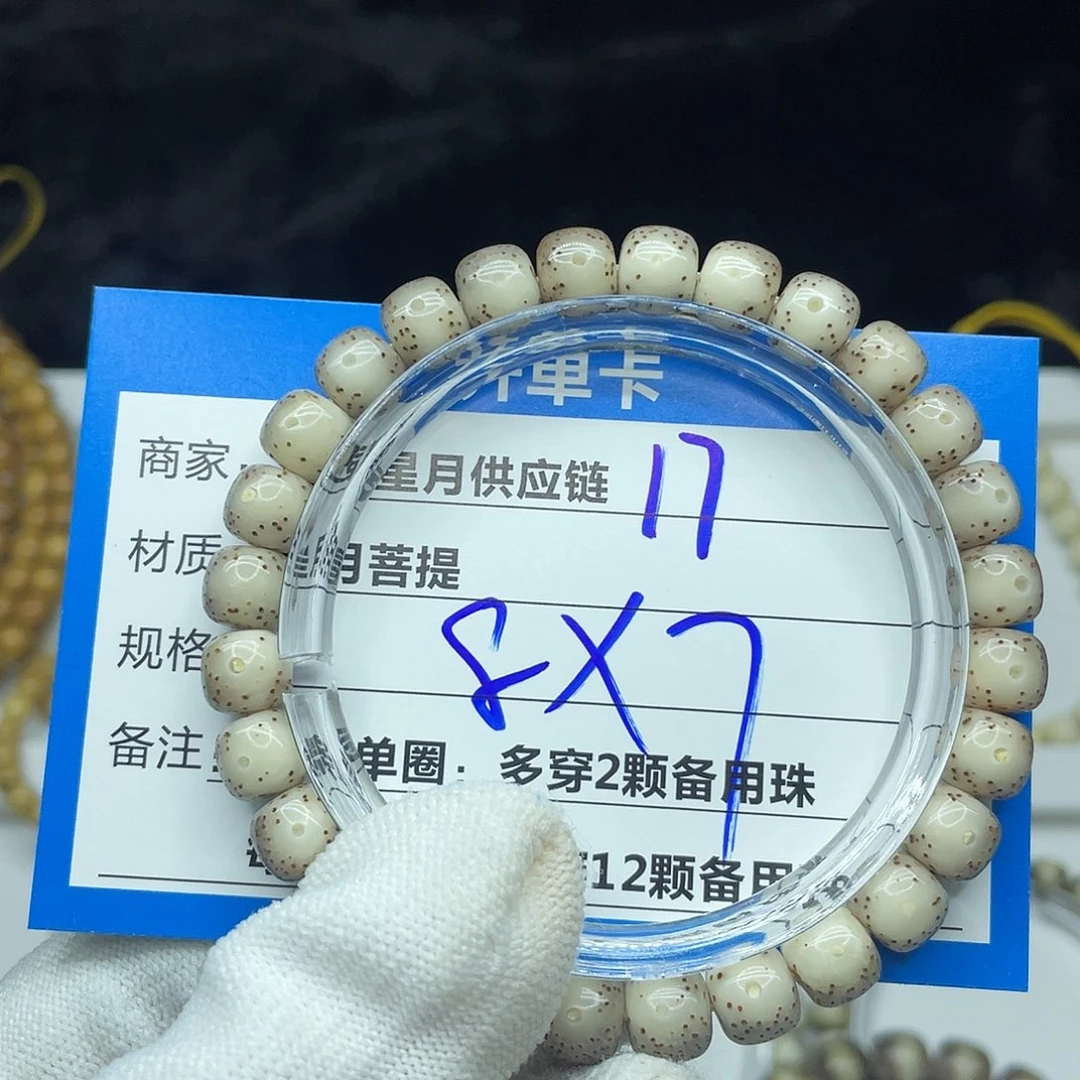 单卡
商家: 星月供应链 17
材质 月菩提
规格 8X7
备注 单圈: 多穿2颗备用珠
12颗备用